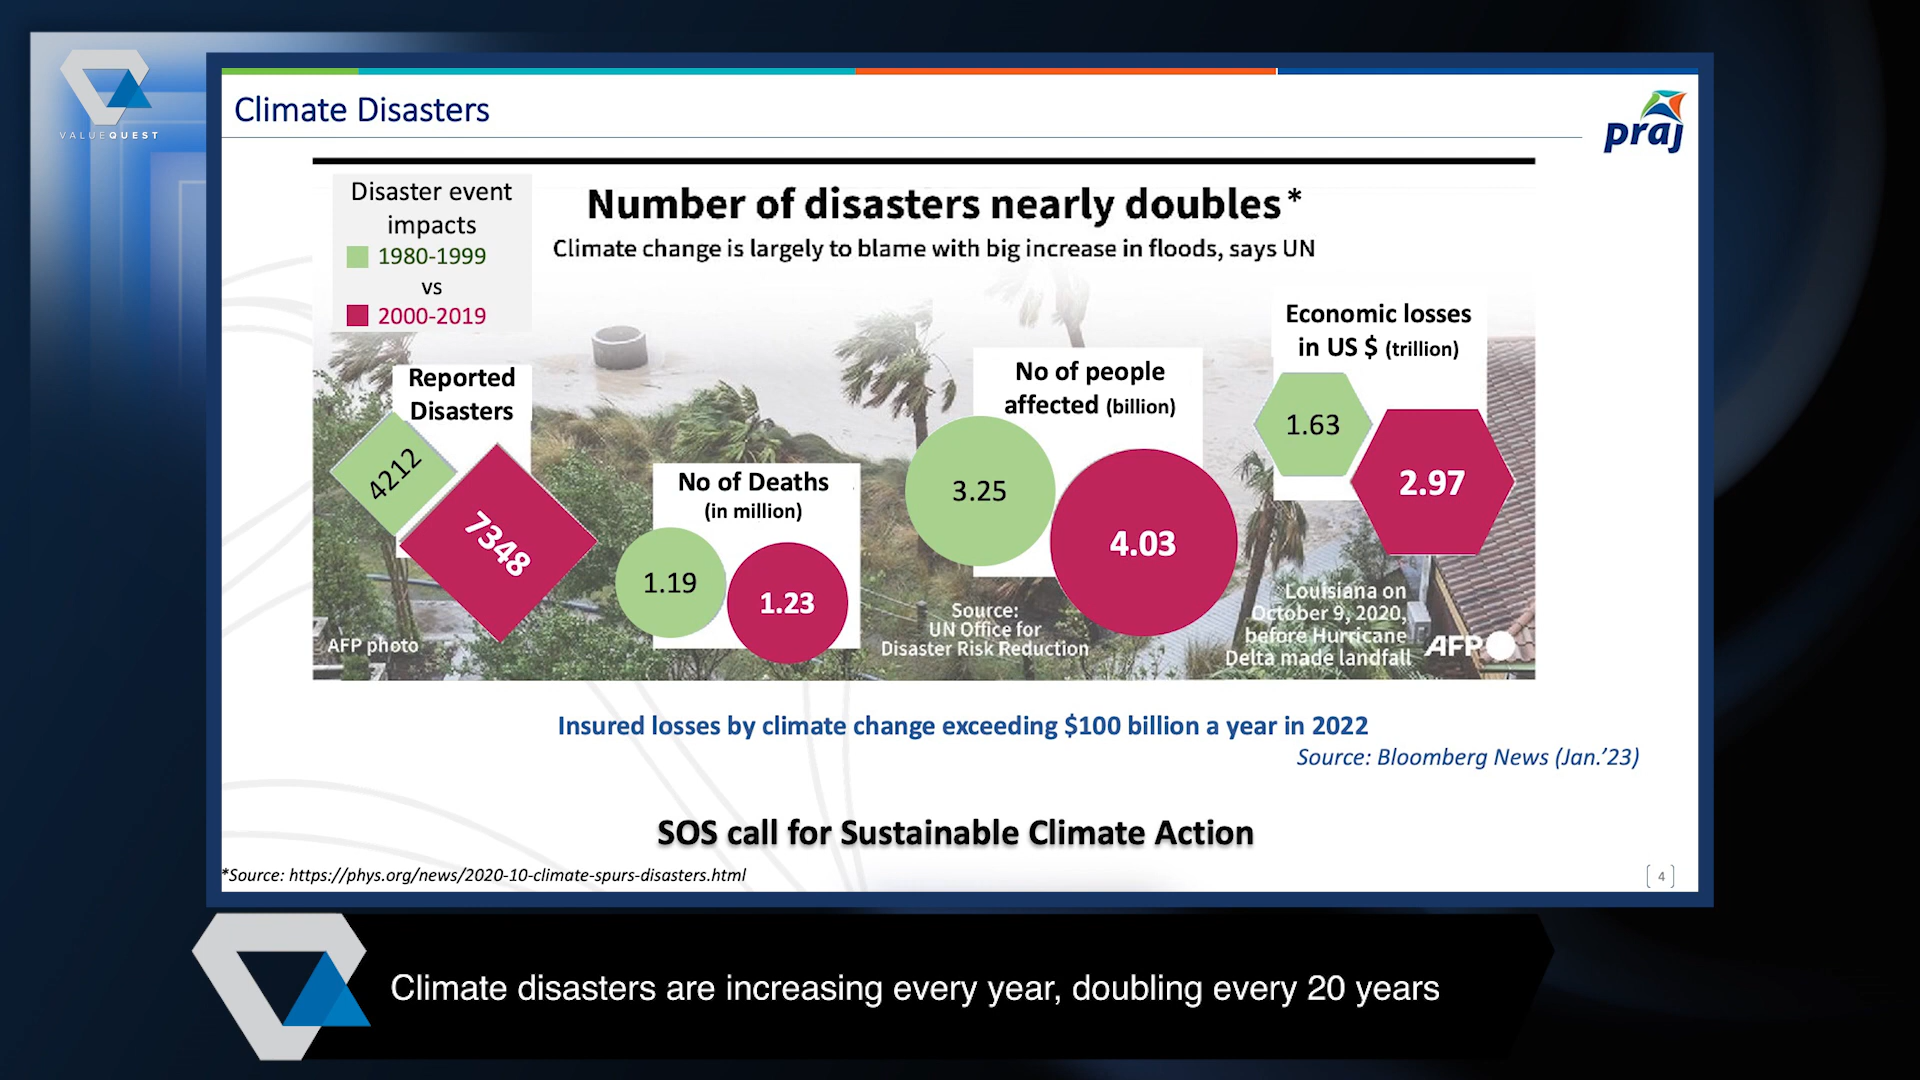 VALUEQUEST
Climate Disasters
praj
Disaster event
impacts
1980-1999
vs
2000-2019
Number of disasters nearly doubles*
Climate change is largely to blame with big increase in floods, says UN
Reported
Disasters
4212
7348
No of Deaths
(in million)
1.19
1.23
No of people
affected (billion)
3.25
4.03
Economic losses
in US $ (trillion)
1.63
2.97
AFP photo
Source:
UN Office for
Disaster Risk Reduction
Louisiana on
October 9, 2020,
before Hurricane
Delta made landfall
AFP
Insured losses by climate change exceeding $100 billion a year in 2022
Source: Bloomberg News (Jan.’23)
SOS call for Sustainable Climate Action
*Source: https://phys.org/news/2020-10-climate-spurs-disasters.html
4
Climate disasters are increasing every year, doubling every 20 years